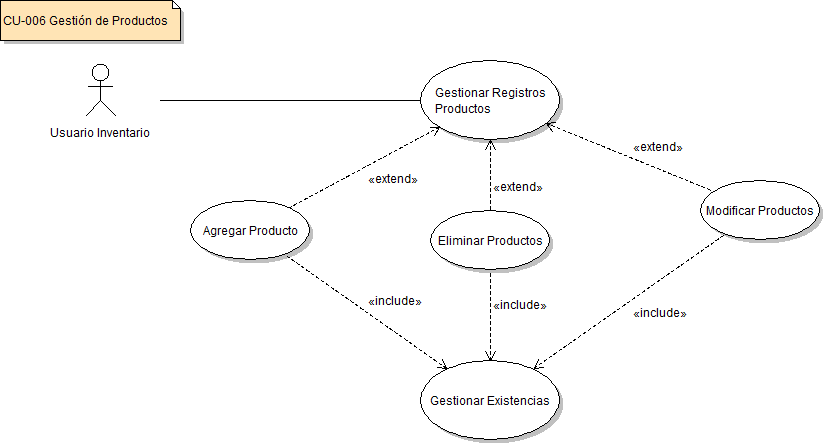 CU-006 Gestión de Productos
Usuario Inventario
Gestionar Registros
Productos
«extend»
«extend»
«extend»
Agregar Producto
Eliminar Productos
Modificar Productos
«include»
«include»
«include»
Gestionar Existencias